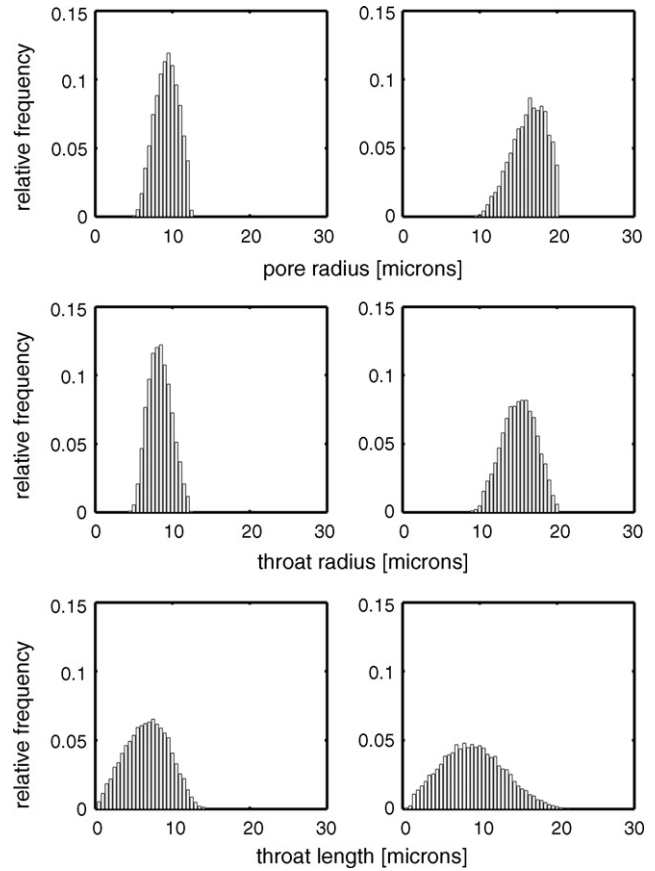 0.15 0.15
0.1 0.1
relative frequency
0.05 0.05
0 0
0 10 20 30 0 10 20 30
pore radius [microns]
0.15 0.15
0.1 0.1
relative frequency
0.05 0.05
0 0
0 10 20 30 0 10 20 30
throat radius [microns]
0.15 0.15
0.1 0.1
relative frequency
0.05 0.05
0 0
0 10 20 30 0 10 20 30
throat length [microns]